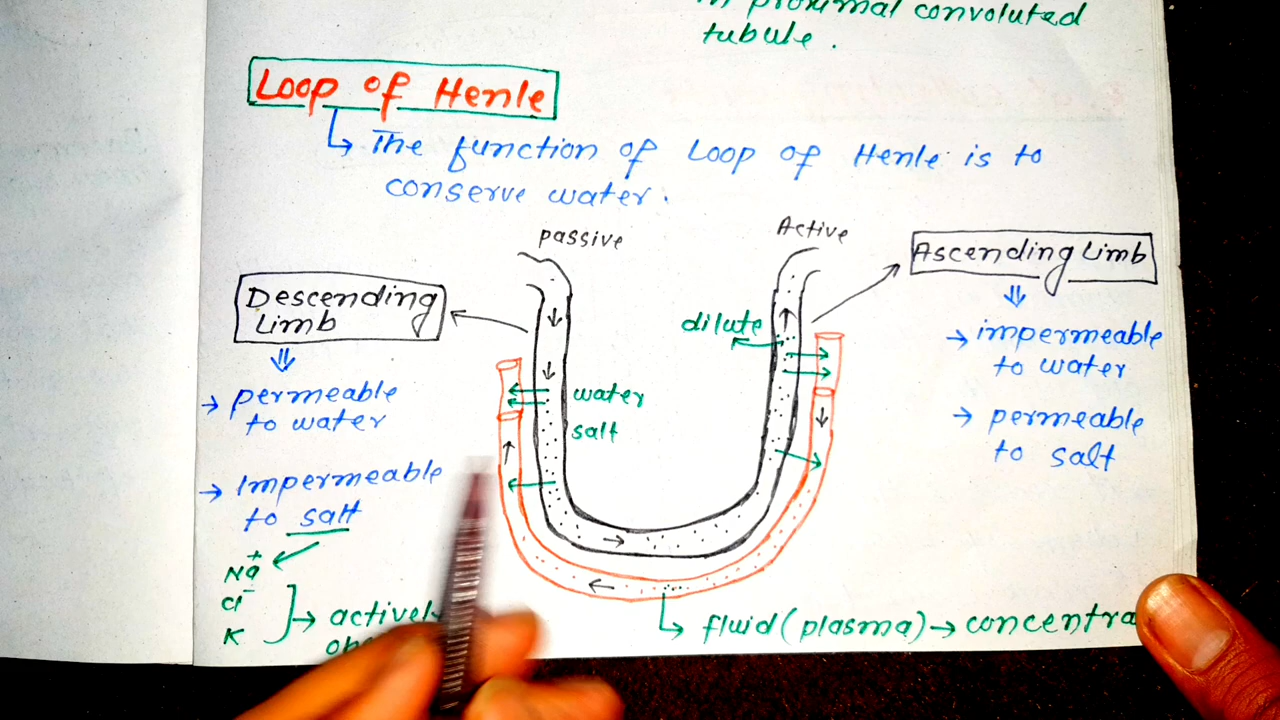 in proximal convoluted
tubule.
Loop of Henle
The function of Loop of Henle is to
conserve water.
passive
Active
Descending
Limb
Ascending Limb
permeable
to water
Impermeable
to salt
Na+
Cl-
K
actively
water
salt
dilute
impermeable
to water
permeable
to salt
fluid (plasma) → concentra